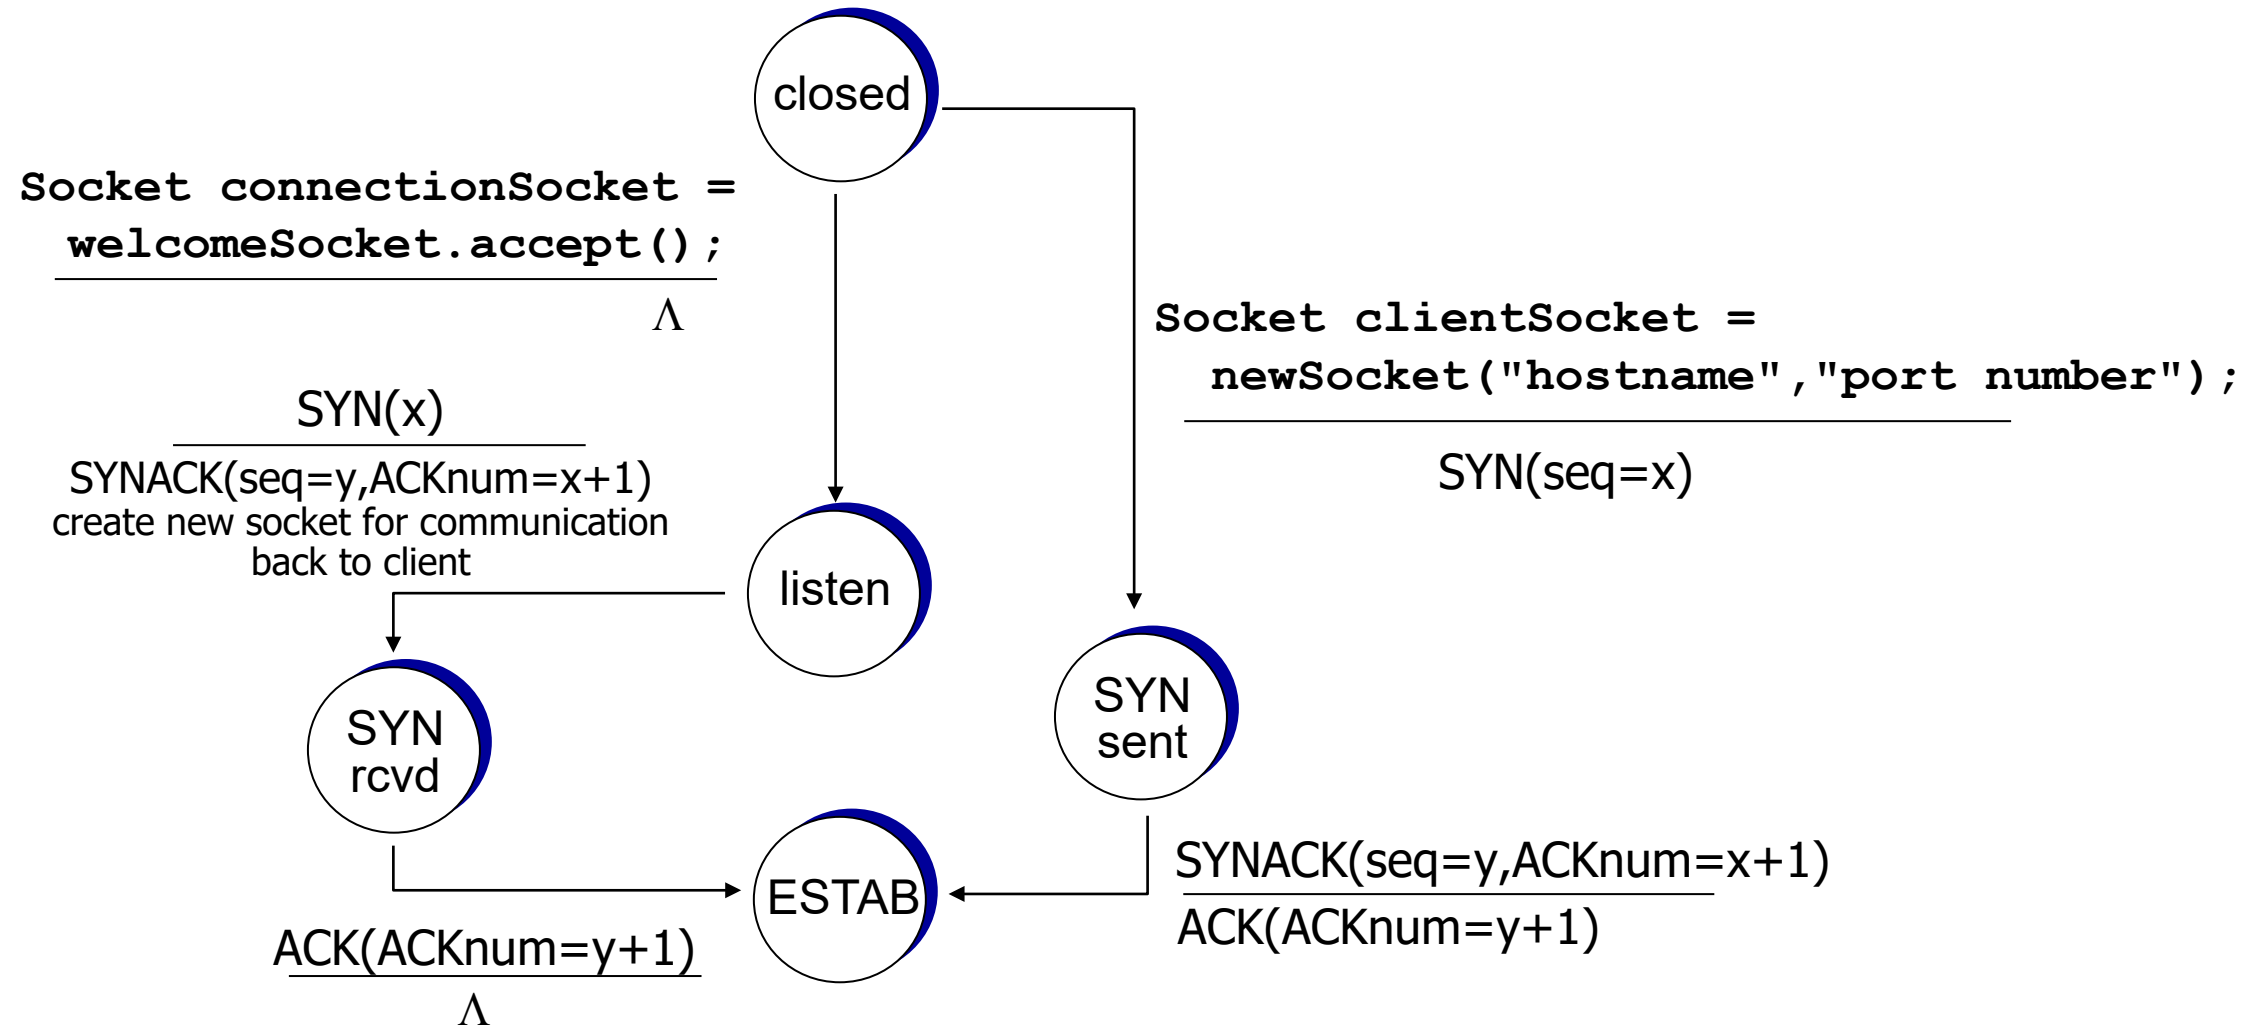 closed
Socket connectionSocket =
welcomeSocket.accept();
Λ
Socket clientSocket =
newSocket("hostname","port number");
SYN(seq=x)
SYN(x)
SYNACK(seq=y,ACKnum=x+1)
create new socket for communication
back to client
listen
SYN
rcvd
SYN
sent
ESTAB
SYNACK(seq=y,ACKnum=x+1)
ACK(ACKnum=y+1)
ACK(ACKnum=y+1)
Λ